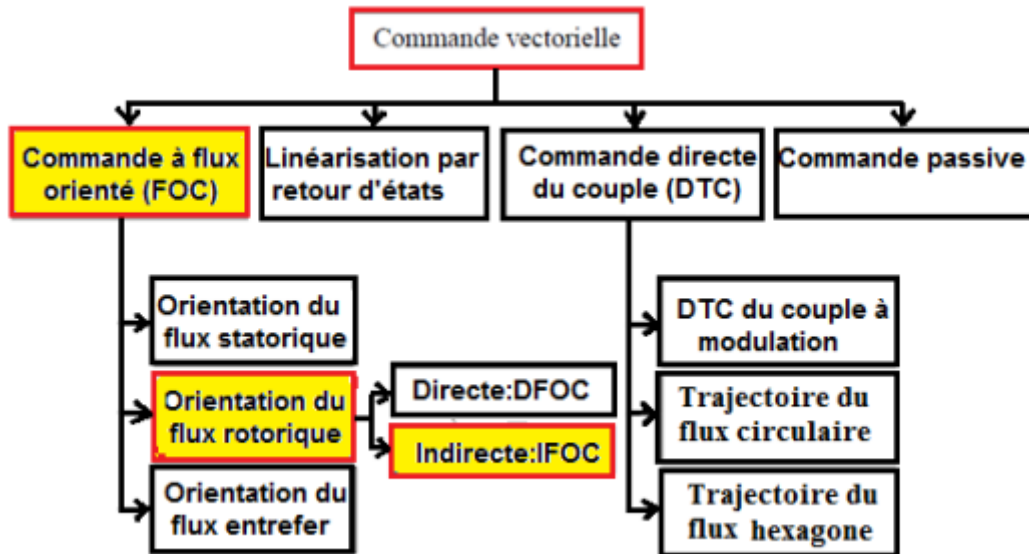 Commande vectorielle
Commande à flux
orienté (FOC)
Linéarisation par
retour d'états
Commande directe
du couple (DTC)
Commande passive
Orientation du
flux statorique
Orientation du
flux rotorique
Orientation du
flux entrefer
Directe:DFOC
Indirecte:IFOC
DTC du couple à
modulation
Trajectoire du
flux circulaire
Trajectoire du
flux hexagone